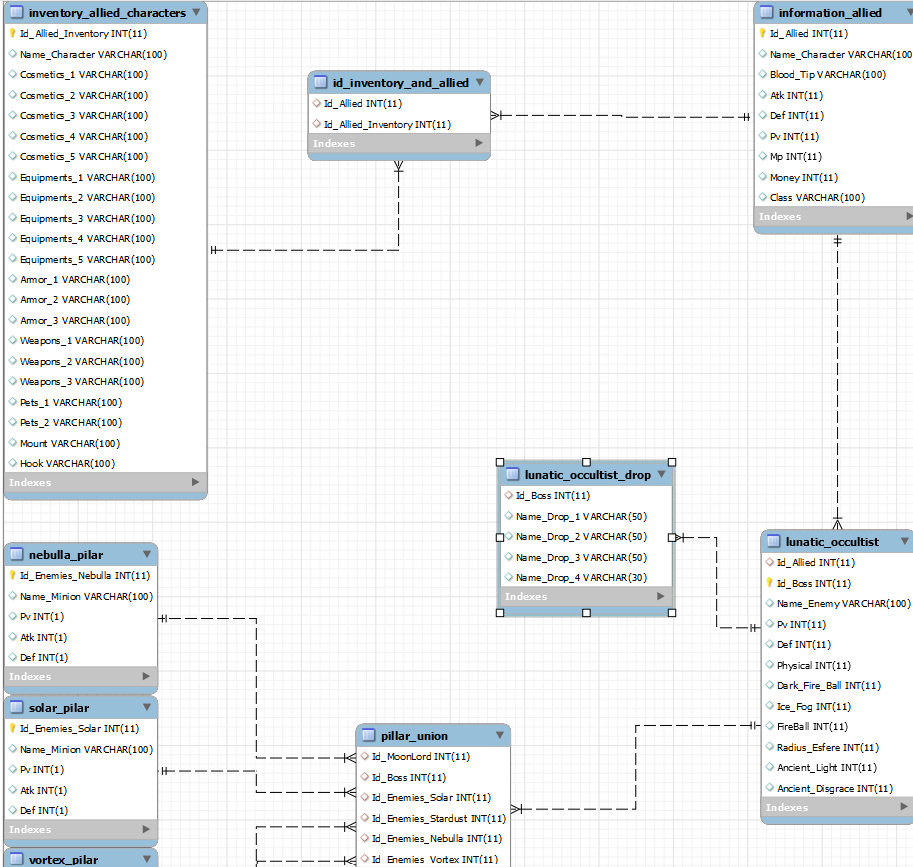 inventory_allied_characters
Id_Allied_Inventory INT(11)
Name_Character VARCHAR(100)
Cosmetics_1 VARCHAR(100)
Cosmetics_2 VARCHAR(100)
Cosmetics_3 VARCHAR(100)
Cosmetics_4 VARCHAR(100)
Cosmetics_5 VARCHAR(100)
Equipments_1 VARCHAR(100)
Equipments_2 VARCHAR(100)
Equipments_3 VARCHAR(100)
Equipments_4 VARCHAR(100)
Equipments_5 VARCHAR(100)
Armor_1 VARCHAR(100)
Armor_2 VARCHAR(100)
Armor_3 VARCHAR(100)
Weapons_1 VARCHAR(100)
Weapons_2 VARCHAR(100)
Weapons_3 VARCHAR(100)
Pets_1 VARCHAR(100)
Pets_2 VARCHAR(100)
Mount VARCHAR(100)
Hook VARCHAR(100)
Indexes
id_inventory_and_allied
Id_Allied INT(11)
Id_Allied_Inventory INT(11)
Indexes
information_allied
Id_Allied INT(11)
Name_Character VARCHAR(100
Blood_Tip VARCHAR(100)
Atk INT(11)
Def INT(11)
Pv INT(11)
Mp INT(11)
Money INT(11)
Class VARCHAR(100)
Indexes
lunatic_occultist_drop
Id_Boss INT(11)
Name_Drop_1 VARCHAR(50)
Name_Drop_2 VARCHAR(50)
Name_Drop_3 VARCHAR(50)
Name_Drop_4 VARCHAR(30)
Indexes
lunatic_occultist
Id_Allied INT(11)
Id_Boss INT(11)
Name_Enemy VARCHAR(100)
Pv INT(11)
Def INT(11)
Physical INT(11)
Dark_Fire_Ball INT(11)
Ice_Fog INT(11)
FireBall INT(11)
Radius_Esfere INT(11)
Ancient_Light INT(11)
Ancient_Disgrace INT(11)
Indexes
nebulla_pilar
Id_Enemies_Nebulla INT(11)
Name_Minion VARCHAR(100)
Pv INT(1)
Atk INT(1)
Def INT(1)
Indexes
solar_pilar
Id_Enemies_Solar INT(11)
Name_Minion VARCHAR(100)
Pv INT(1)
Atk INT(1)
Def INT(1)
Indexes
vortex_pilar
pillar_union
Id_MoonLord INT(11)
Id_Boss INT(11)
Id_Enemies_Solar INT(11)
Id_Enemies_Stardust INT(11)
Id_Enemies_Nebulla INT(11)
Id_Enemies_Vortex INT(11)